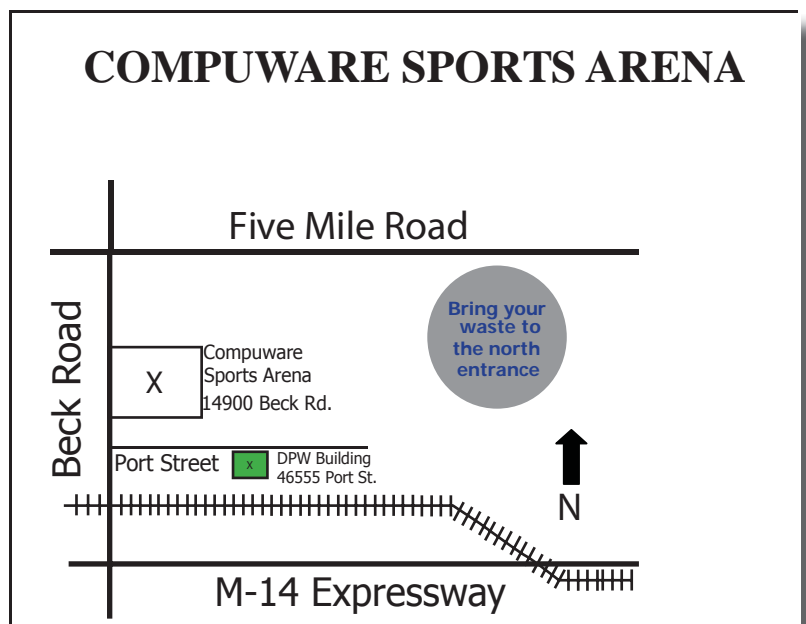 COMPUWARE SPORTS ARENA
Five Mile Road
Beck Road
Bring your
waste to
the north
entrance
X
Compuware
Sports Arena
14900 Beck Rd.
Port Street
x
DPW Building
46555 Port St.
N
M-14 Expressway